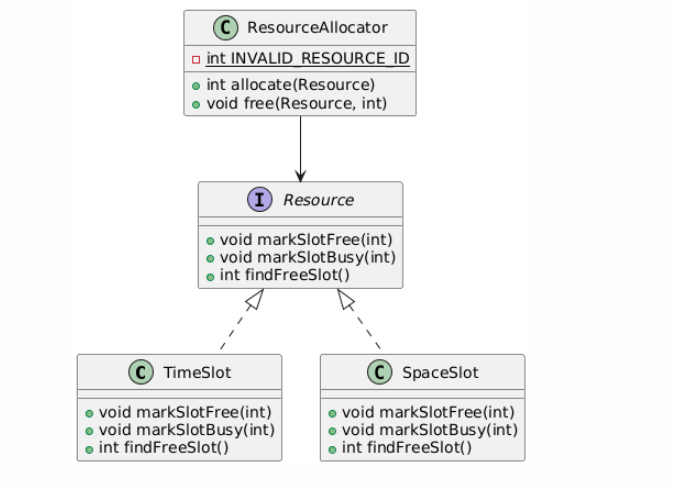 C ResourceAllocator
int INVALID_RESOURCE_ID
int allocate(Resource)
void free(Resource, int)
I Resource
void markSlotFree(int)
void markSlotBusy(int)
int findFreeSlot()
C TimeSlot
void markSlotFree(int)
void markSlotBusy(int)
int findFreeSlot()
C SpaceSlot
void markSlotFree(int)
void markSlotBusy(int)
int findFreeSlot()